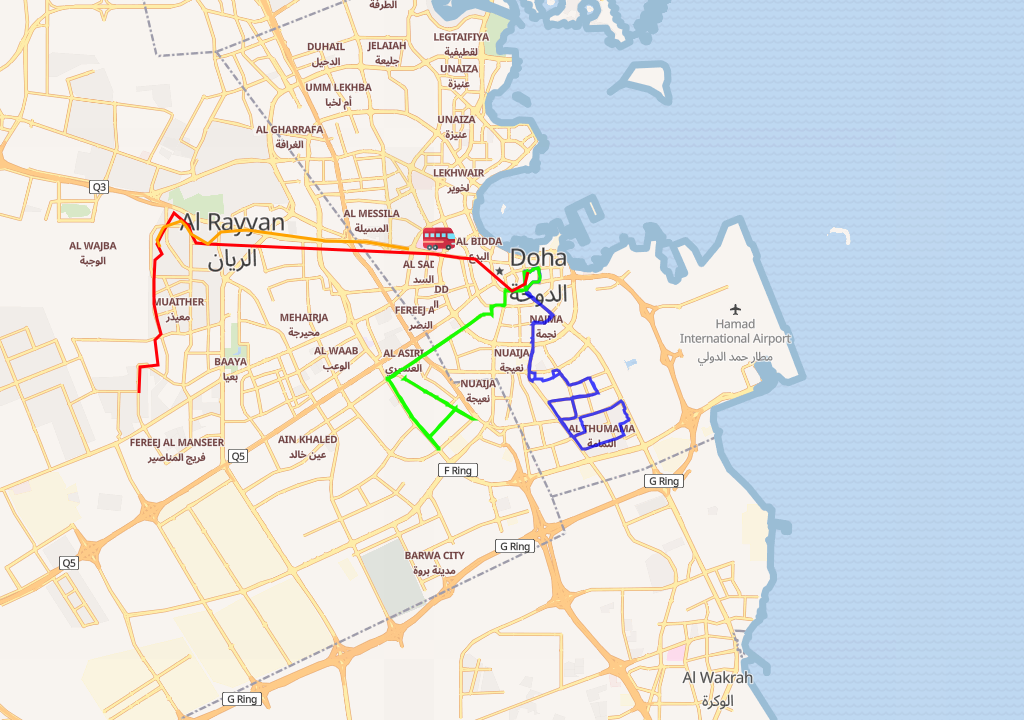 الطرفة
LEGTAIFIYA
لقطيفية
DUHAIL
الدحيل
JELAIAH
جليعة
UNAIZA
عنيزة
UMM LEKHBA
أم لخبا
UNAIZA
عنيزة
AL GHARRAFA
الغرافة
LEKHWAIR
لخوير
Q3
AL MESSILA
المسيلة
Al Rayyan
الريان
AL WAJBA
الوجبة
AL BIDDA
البدع
Doha
الدوحة
AL SAD
السد
DD
ال
MUAITHER
معيذر
FEREEJ A
النصر
MEHAIRJA
محيرجة
NAJMA
نجمة
Hamad
International Airport
مطار حمد الدولي
AL WAAB
الوعب
AL ASIRI
العسيري
NUAIJA
نعيجة
BAAYA
بعيا
NUAIJA
نعيجة
AL THUMAMA
الثمامة
FEREEJ AL MANSEER
فريج المناصير
AIN KHALED
عين خالد
Q5
F Ring
G Ring
G Ring
BARWA CITY
مدينة بروة
Q5
Al Wakrah
الوكرة
G Ring